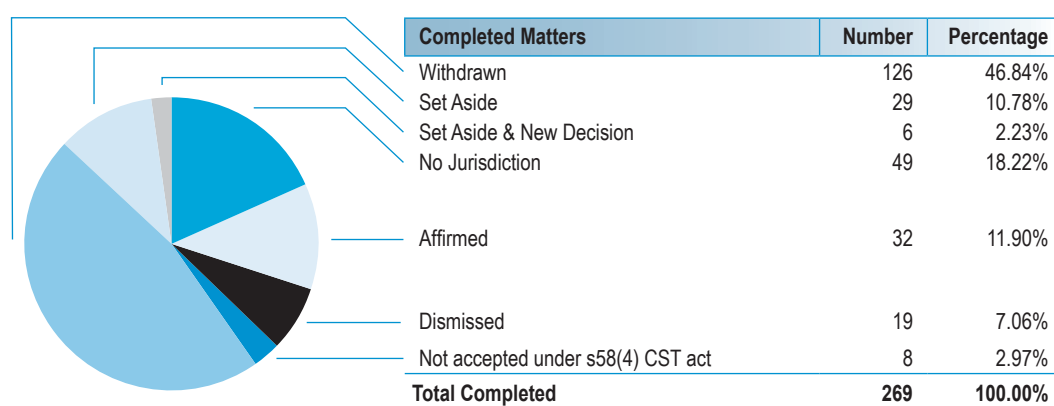 Completed Matters Number Percentage
Withdrawn 126 46.84%
Set Aside 29 10.78%
Set Aside & New Decision 6 2.23%
No Jurisdiction 49 18.22%
Affirmed 32 11.90%
Dismissed 19 7.06%
Not accepted under s58(4) CST act 8 2.97%
Total Completed 269 100.00%